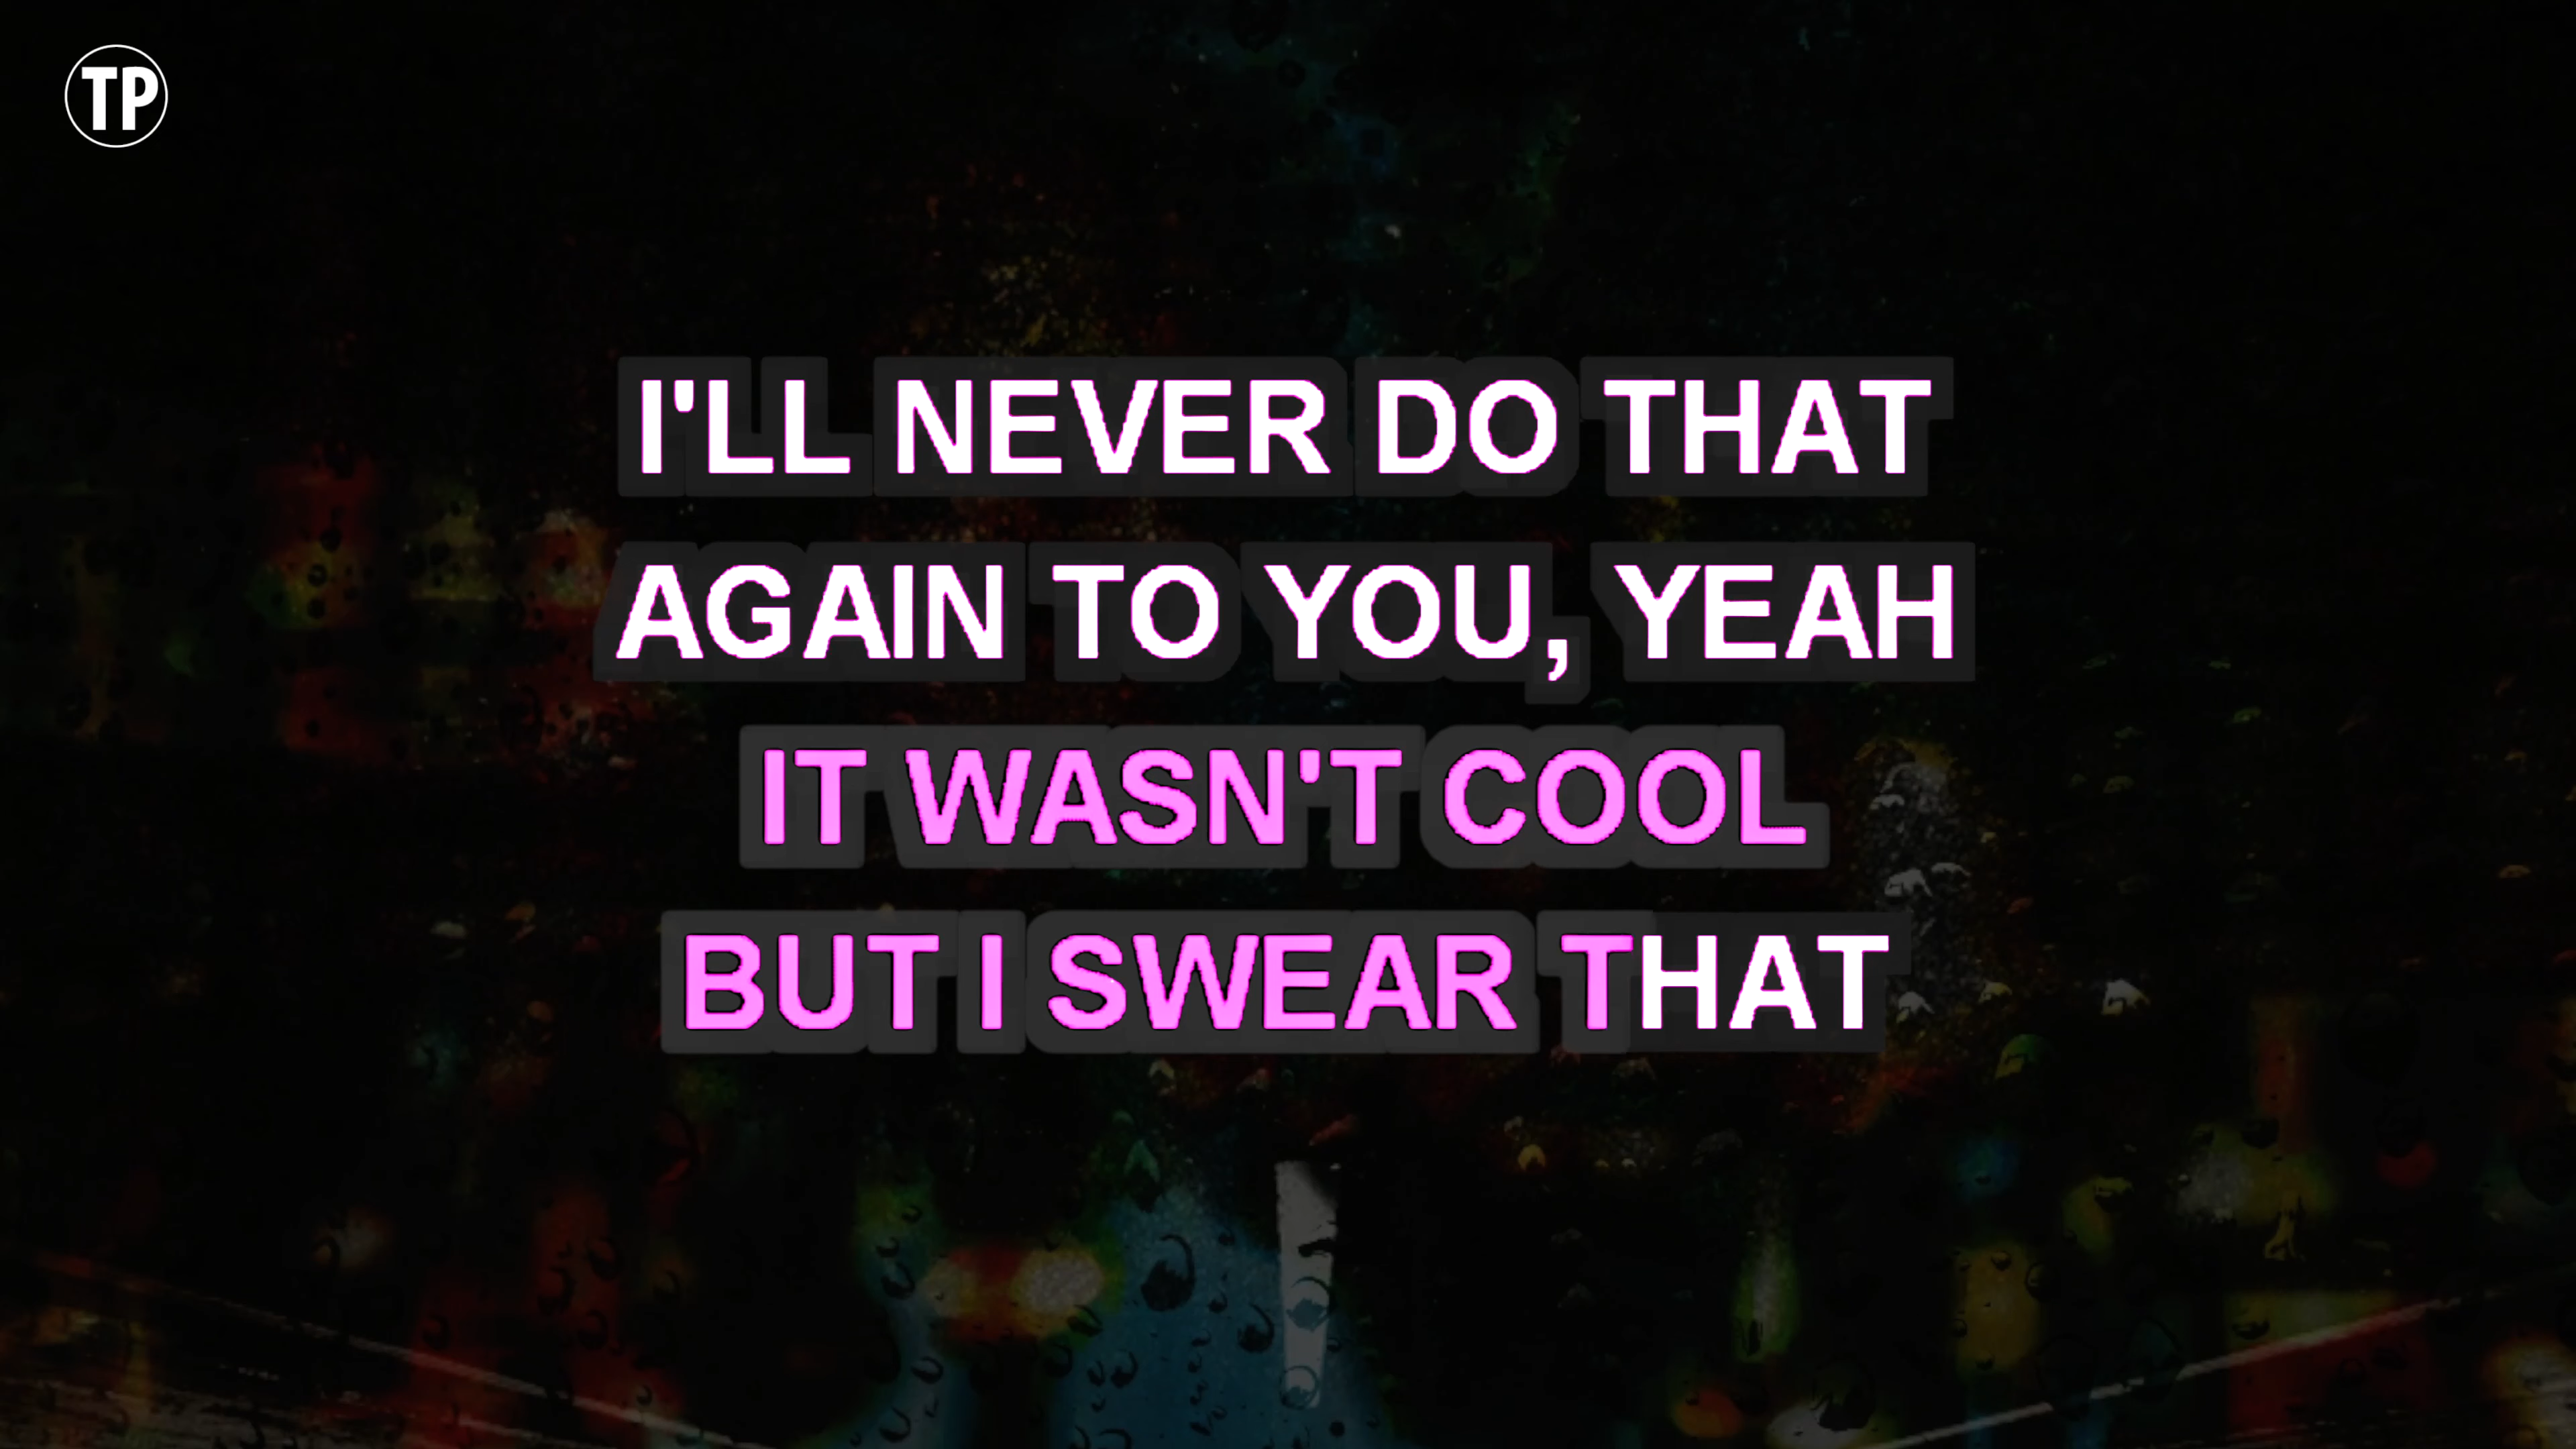 TP
I'LL NEVER DO THAT
AGAIN TO YOU, YEAH
IT WASN'T COOL
BUT I SWEAR THAT